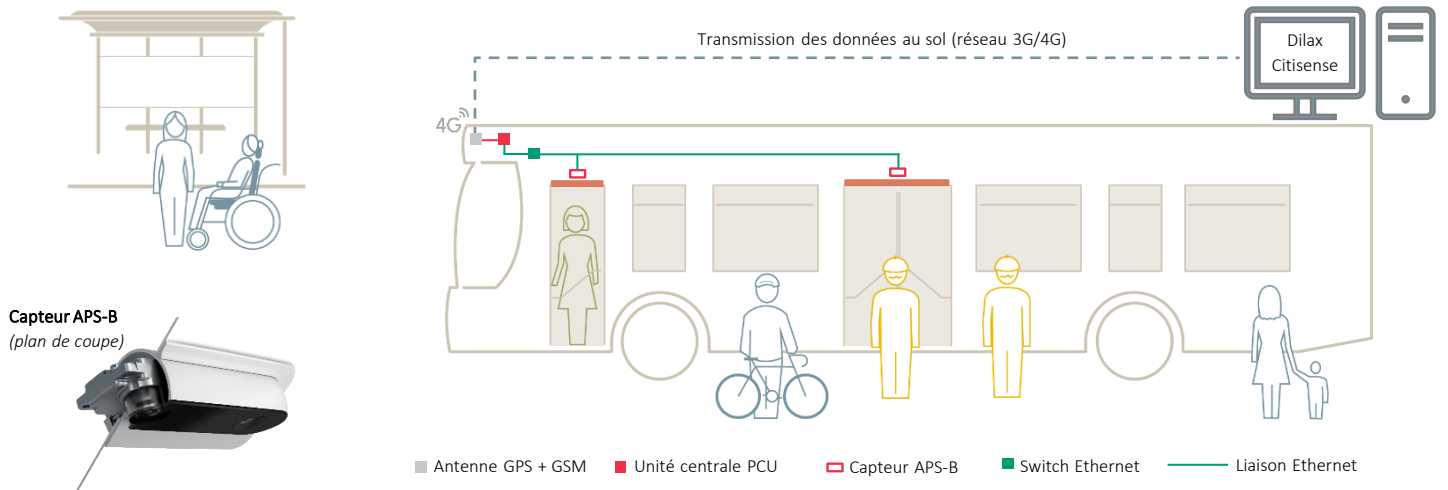 Transmission des données au sol (réseau 3G/4G)
Dilax
Citisense
4G
Capteur APS-B
(plan de coupe)
Antenne GPS + GSM
Unité centrale PCU
Capteur APS-B
Switch Ethernet
Liaison Ethernet